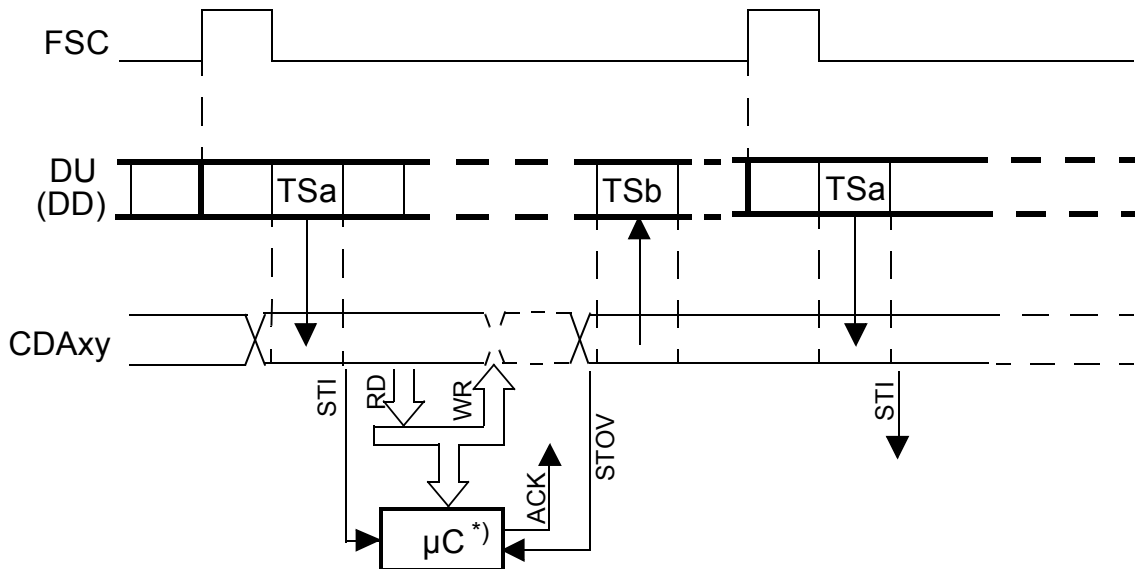 FSC
DU
(DD)
TSa
TSb
TSa
CDAxy
STI
RD
WR
STOV
STI
ACK
µC *)